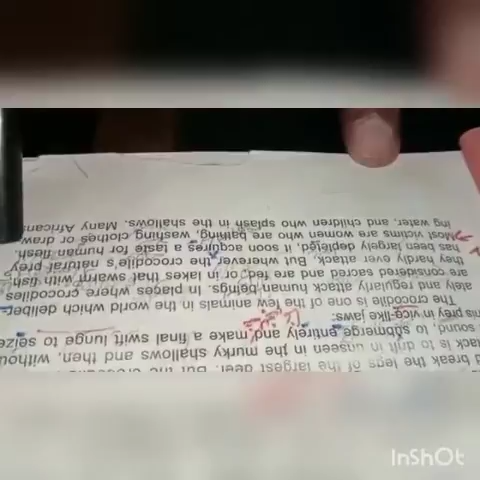 break the legs of the largest deer. But the
tack is to drift in unseen in the murky shallows and then, withou
sound, to submerge entirely and make a final swift lunge to seize
his prey in vice-like jaws:
The crocodile is one of the few animals in the world which deliber-
ately and regularly attack human beings. In places where crocodiles
are considered sacred and are fed, or in lakes that swarm with fish,
they hardly ever attack. But wherever the crocodile's natural prey
has been largely depleted, it soon acquires a taste for human flesh.
Most victims are women who are bathing, washing clothes or draw-
ing water, and children who splash in the shallows. Many African
InShOt